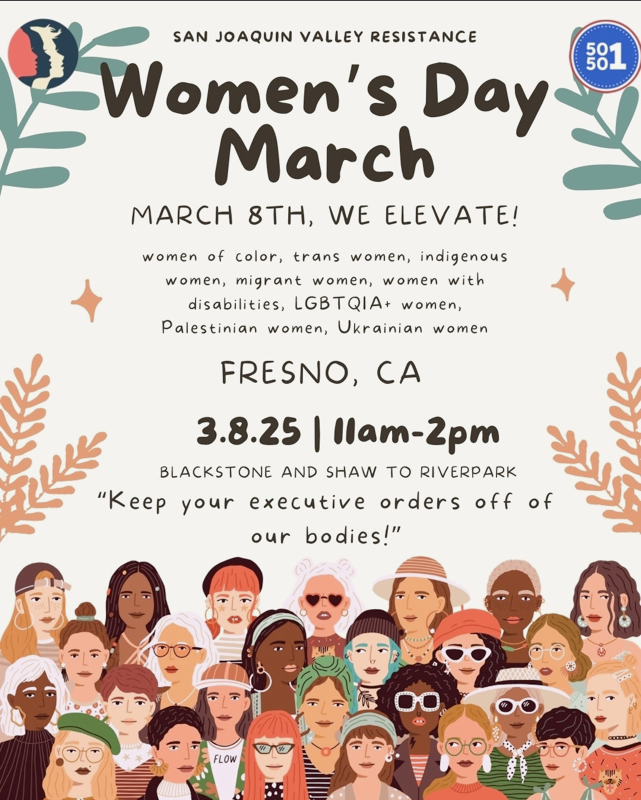 SAN JOAQUIN VALLEY RESISTANCE
50
50
1
Women's Day
March
MARCH 8TH, WE ELEVATE!
women of color, trans women, indigenous
women, migrant women, women with
disabilities, LGBTQIA+ women,
Palestinian women, Ukrainian women
FRESNO, CA
3.8.25 | 11am-2pm
BLACKSTONE AND SHAW TO RIVERPARK
"Keep your executive orders off of
our bodies!"
FLOW